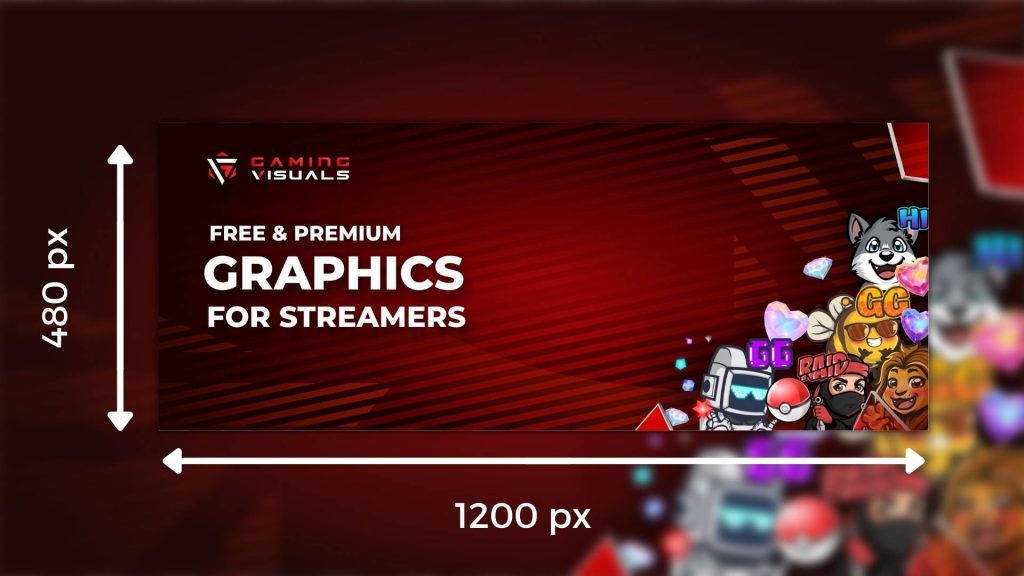 GAMING
VISUALS
FREE & PREMIUM
GRAPHICS
FOR STREAMERS
HI
GG
GG
RAID
480 px
1200 px